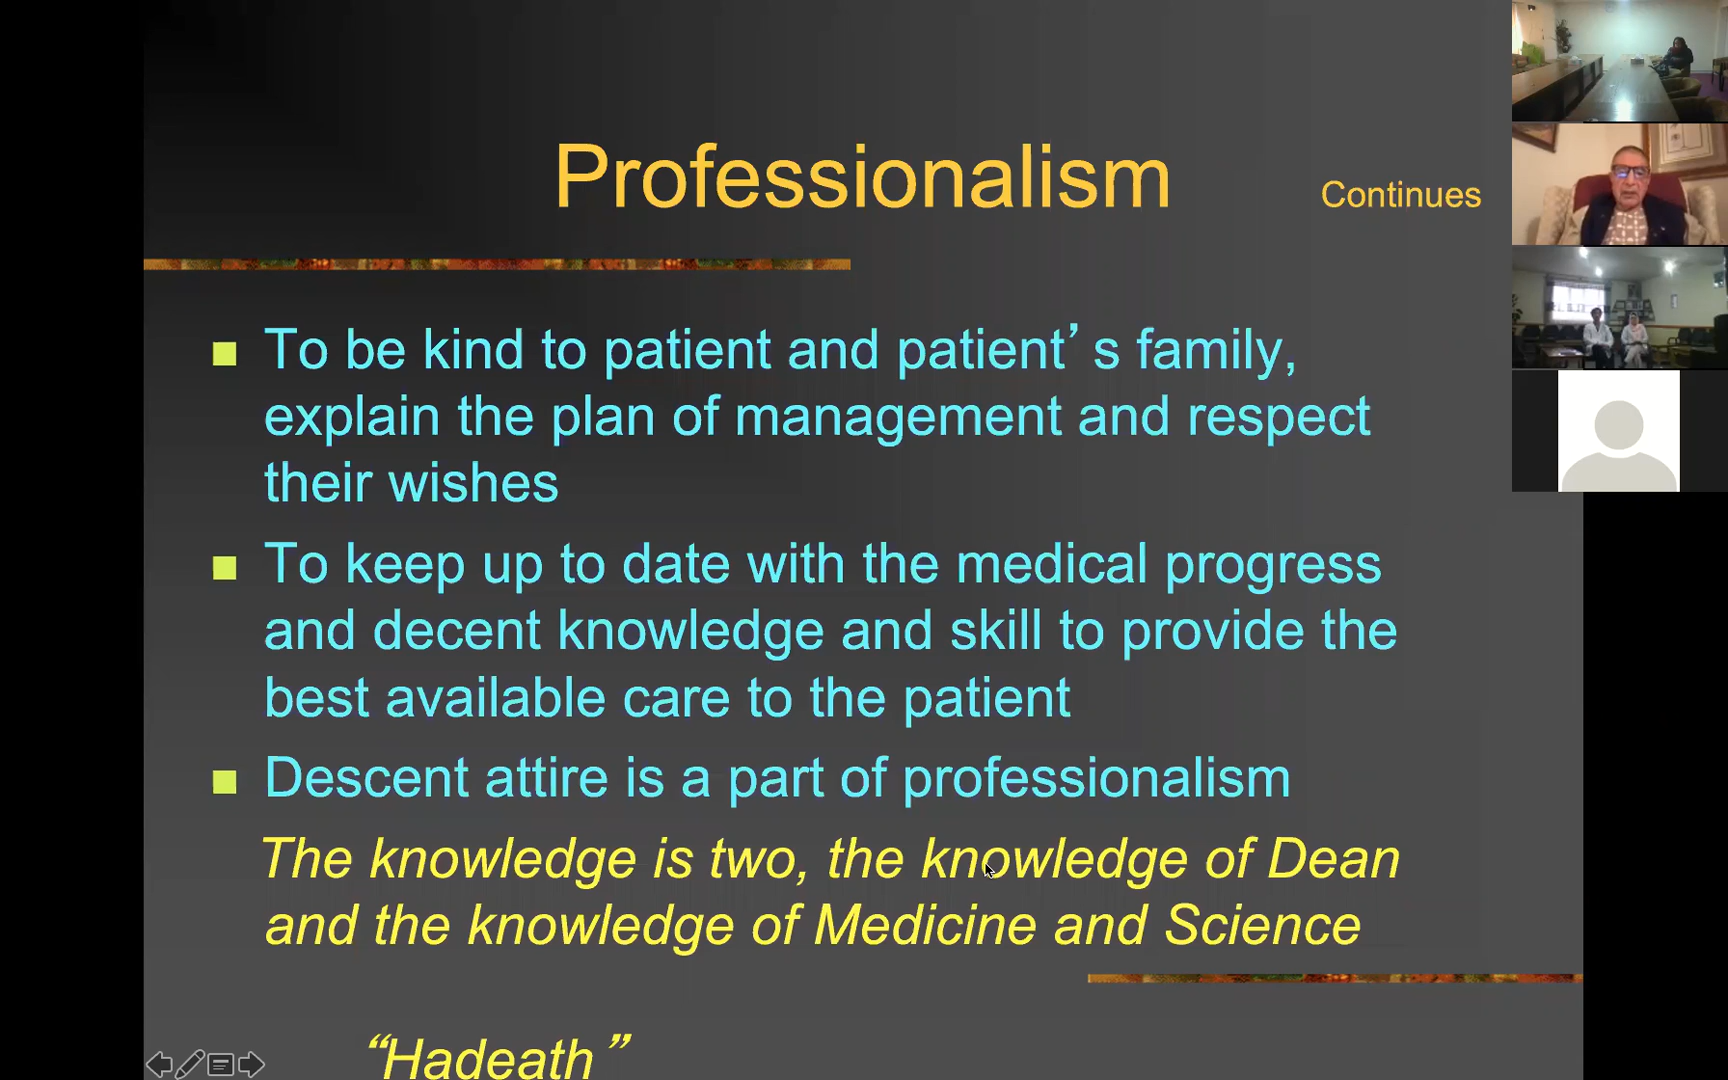 Professionalism Continues
To be kind to patient and patient’s family,
explain the plan of management and respect
their wishes
To keep up to date with the medical progress
and decent knowledge and skill to provide the
best available care to the patient
Descent attire is a part of professionalism
The knowledge is two, the knowledge of Dean
and the knowledge of Medicine and Science
“Hadeath”